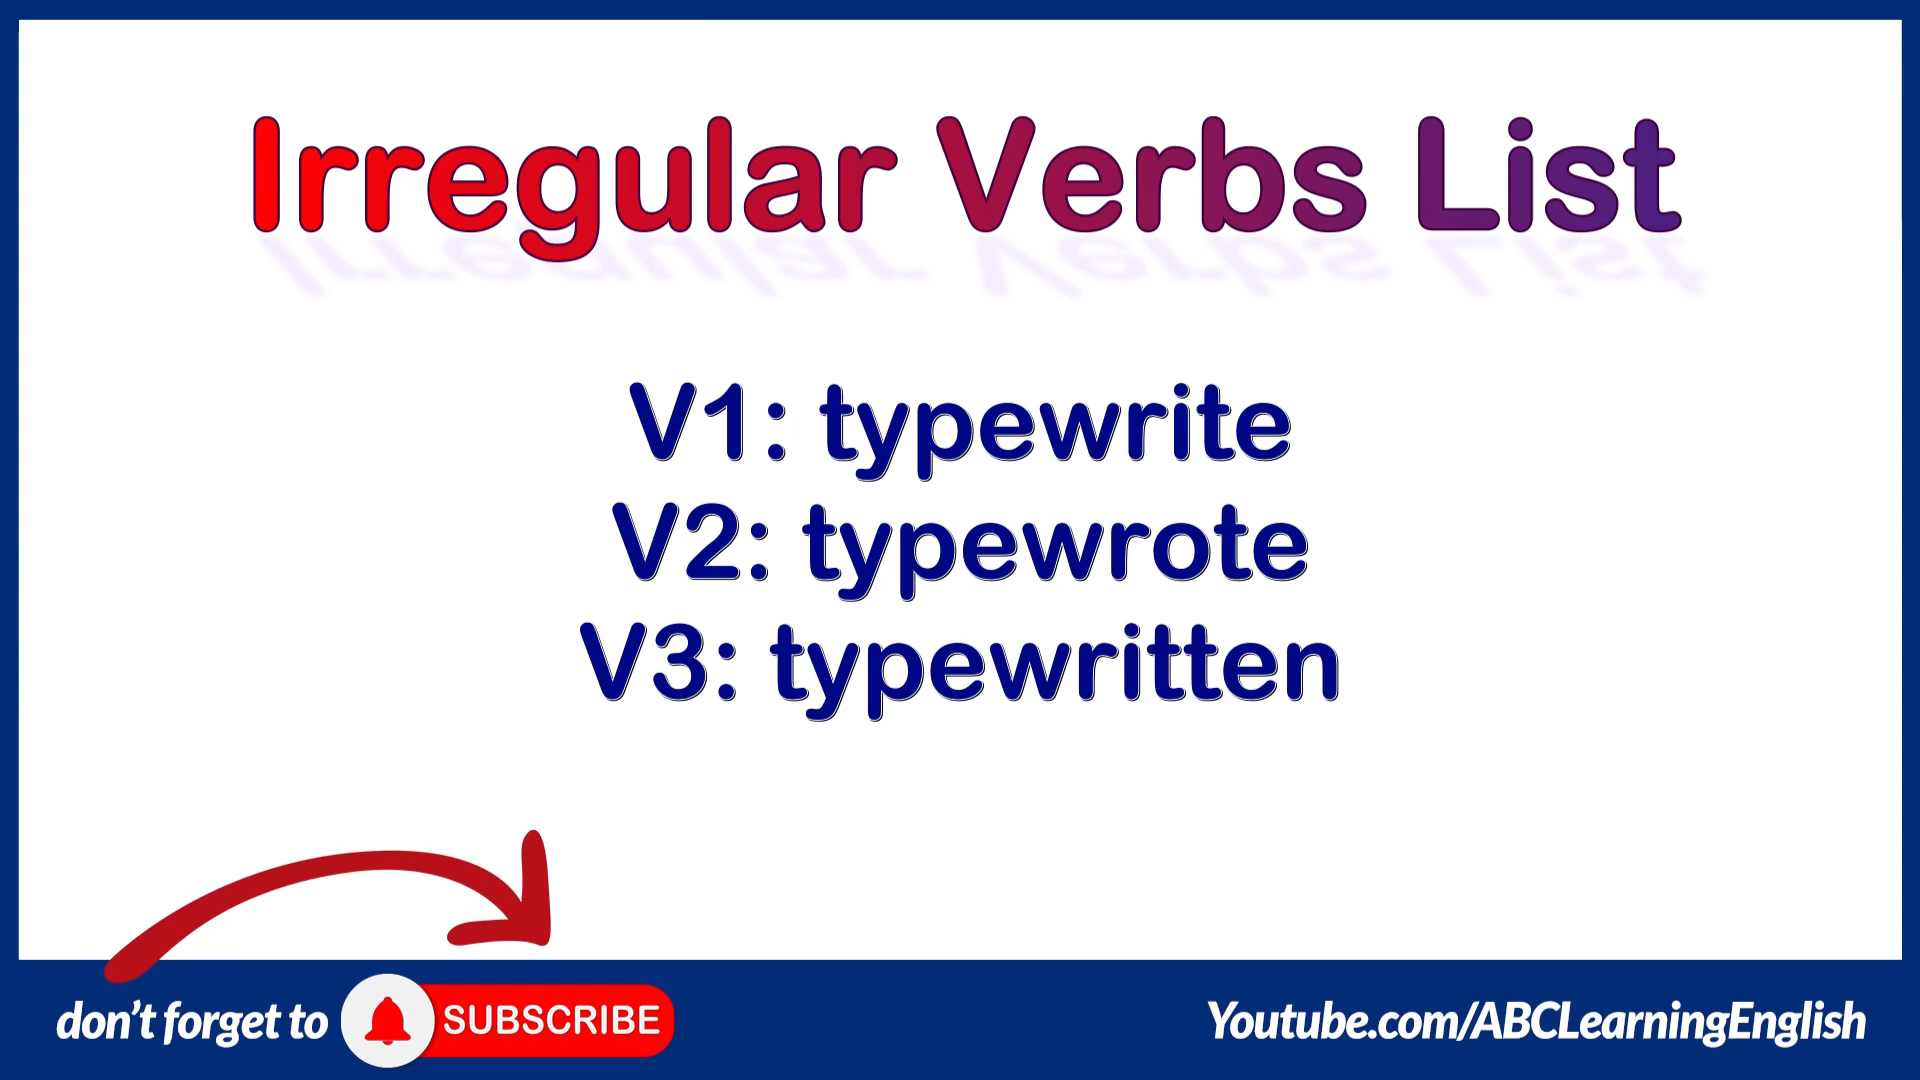 Irregular Verbs List
V1: typewrite
V2: typewrote
V3: typewritten
don't forget to SUBSCRIBE
Youtube.com/ABCLearningEnglish